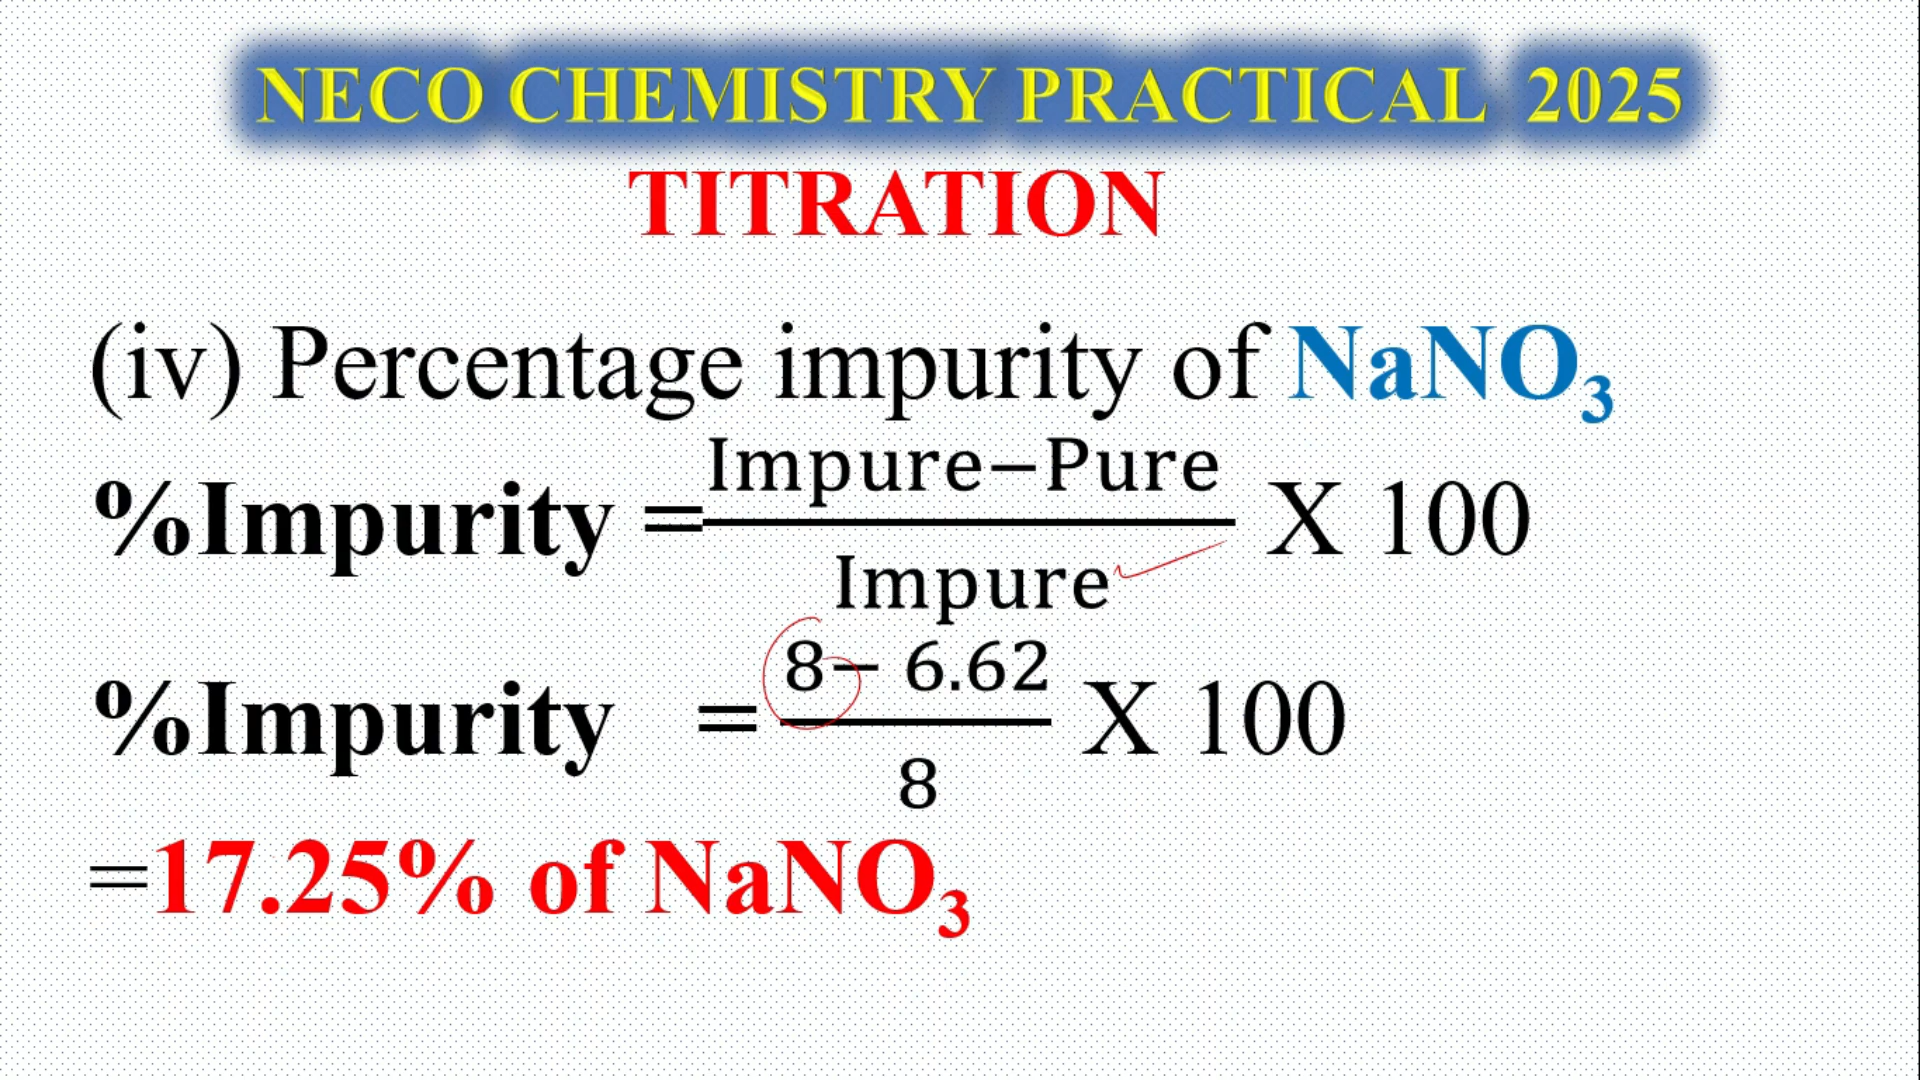 NECO CHEMISTRY PRACTICAL 2025
TITRATION
(iv) Percentage impurity of NaNO₃
%Impurity = Impure−Pure / Impure X 100
%Impurity = 8− 6.62 / 8 X 100
=17.25% of NaNO₃